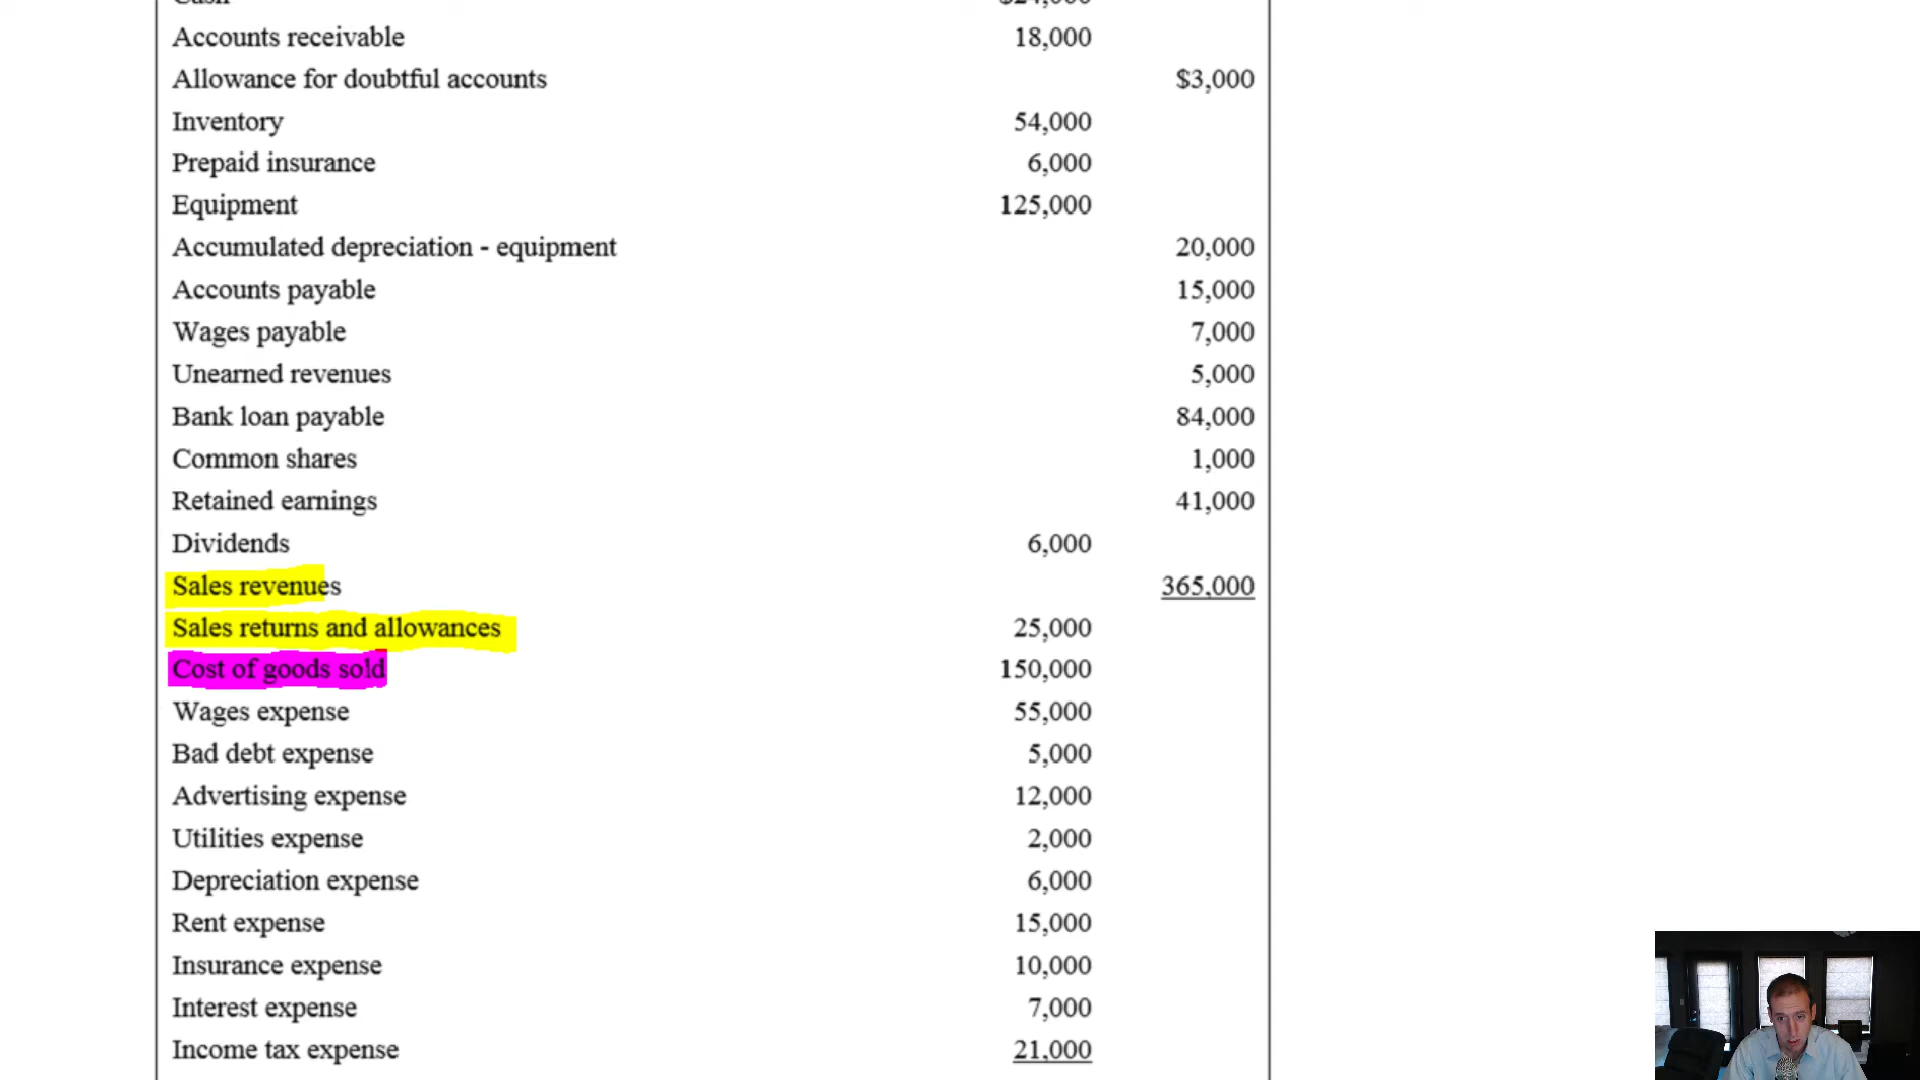 Cash $24,000
Accounts receivable 18,000
Allowance for doubtful accounts $3,000
Inventory 54,000
Prepaid insurance 6,000
Equipment 125,000
Accumulated depreciation - equipment 20,000
Accounts payable 15,000
Wages payable 7,000
Unearned revenues 5,000
Bank loan payable 84,000
Common shares 1,000
Retained earnings 41,000
Dividends 6,000
Sales revenues 365,000
Sales returns and allowances 25,000
Cost of goods sold 150,000
Wages expense 55,000
Bad debt expense 5,000
Advertising expense 12,000
Utilities expense 2,000
Depreciation expense 6,000
Rent expense 15,000
Insurance expense 10,000
Interest expense 7,000
Income tax expense 21,000